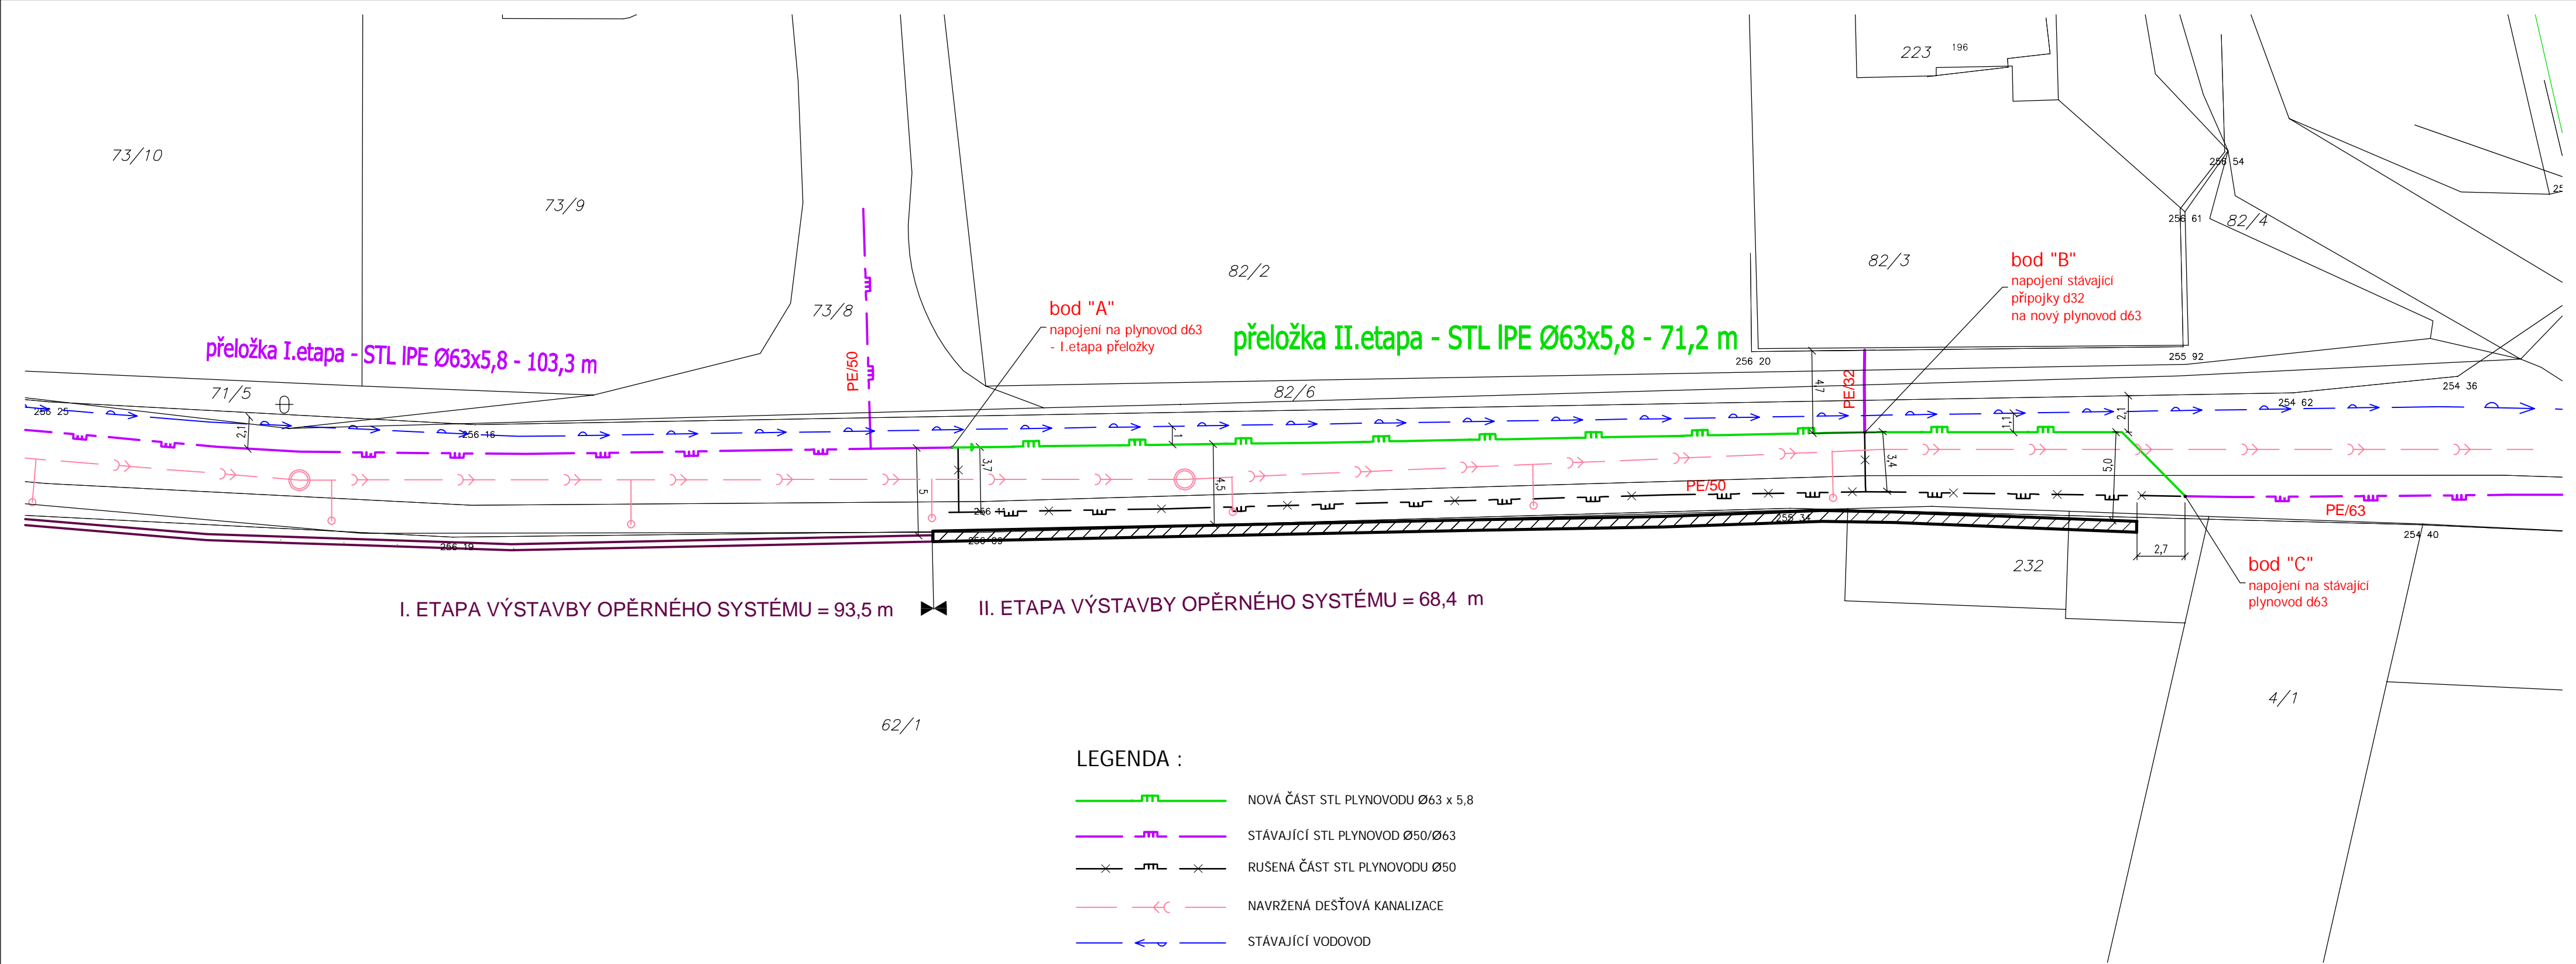 223
196
73/10
73/9
256 54
256 61
82/4
82/2
82/3
bod "B"
napojení stávající
přípojky d32
na nový plynovod d63
73/8
bod "A"
napojení na plynovod d63
- I.etapa přeložky
přeložka I.etapa - STL lPE Ø63x5,8 - 103,3 m
přeložka II.etapa - STL lPE Ø63x5,8 - 71,2 m
256 20
255 92
PE/50
PE/32
4,7
71/5
82/6
254 36
254 62
256 25
2,1
256 16
1
1,1
2,1
5
3,7
4,5
3,4
5,0
PE/50
PE/63
256 11
256 19
255 34
254 40
2,7
232
bod "C"
napojení na stávající
plynovod d63
I. ETAPA VÝSTAVBY OPĚRNÉHO SYSTÉMU = 93,5 m
II. ETAPA VÝSTAVBY OPĚRNÉHO SYSTÉMU = 68,4 m
62/1
4/1
LEGENDA :
NOVÁ ČÁST STL PLYNOVODU Ø63 x 5,8
STÁVAJÍCÍ STL PLYNOVOD Ø50/Ø63
RUŠENÁ ČÁST STL PLYNOVODU Ø50
NAVRŽENÁ DEŠŤOVÁ KANALIZACE
STÁVAJÍCÍ VODOVOD